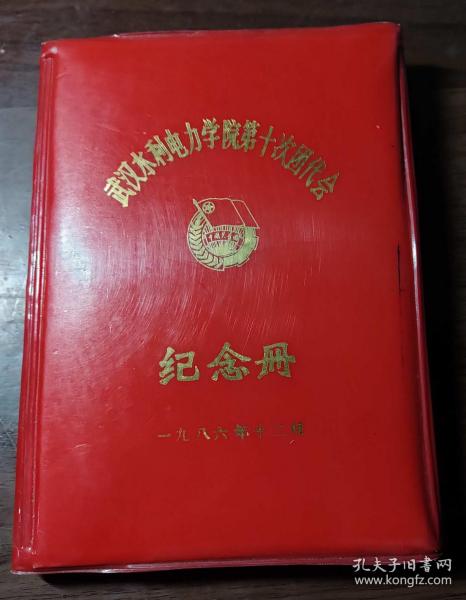 武汉水利电力学院第十次团代会
纪念册
一九八六年十二月
孔夫子旧书网
www.kongfz.com